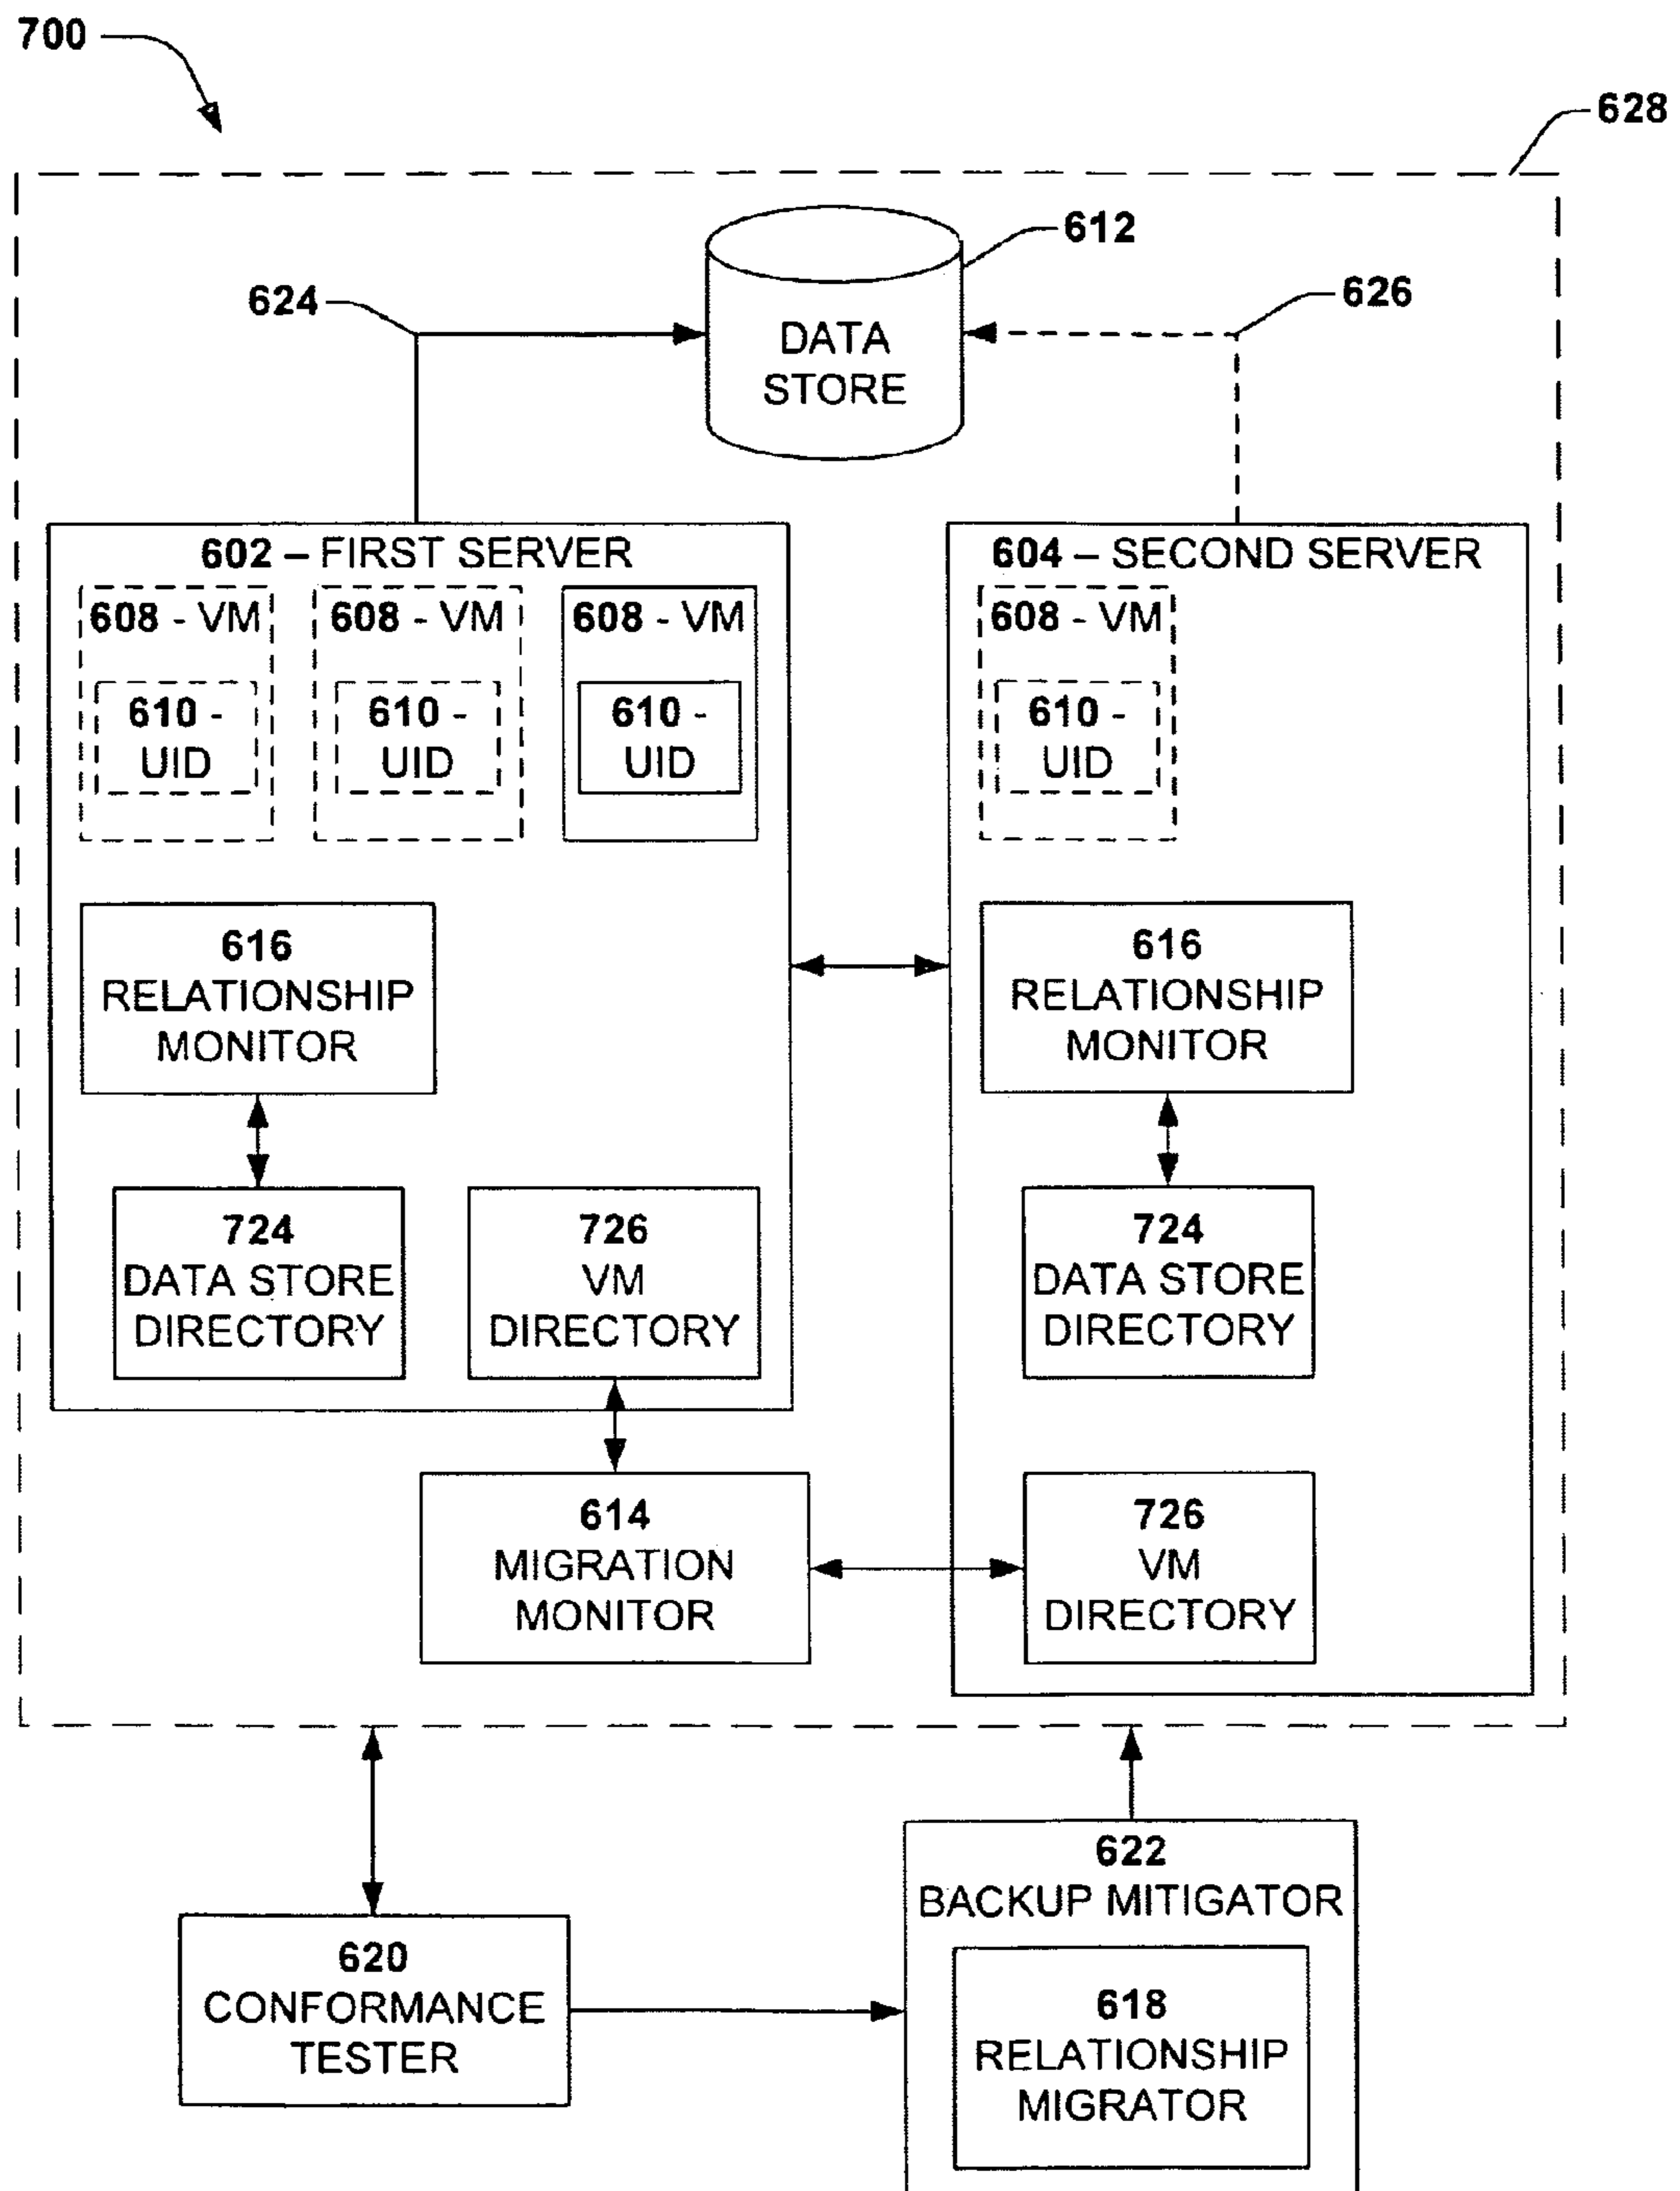 700
628
612
624
626
DATA
STORE
602 – FIRST SERVER
608 - VM
610 -
UID
608 - VM
610 -
UID
608 - VM
610 -
UID
616
RELATIONSHIP
MONITOR
724
DATA STORE
DIRECTORY
726
VM
DIRECTORY
604 – SECOND SERVER
608 - VM
610 -
UID
616
RELATIONSHIP
MONITOR
724
DATA STORE
DIRECTORY
726
VM
DIRECTORY
614
MIGRATION
MONITOR
620
CONFORMANCE
TESTER
622
BACKUP MITIGATOR
618
RELATIONSHIP
MIGRATOR